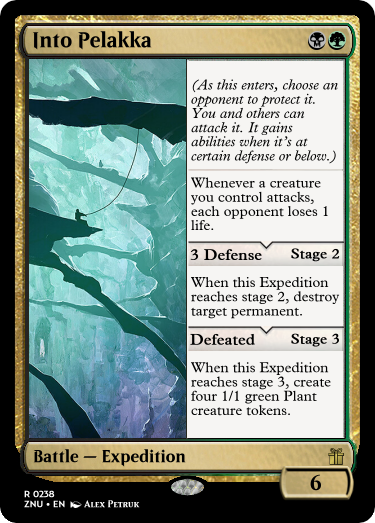 Into Pelakka
(As this enters, choose an
opponent to protect it.
You and others can
attack it. It gains
abilities when it's at
certain defense or below.)
Whenever a creature
you control attacks,
each opponent loses 1
life.
3 Defense Stage 2
When this Expedition
reaches stage 2, destroy
target permanent.
Defeated Stage 3
When this Expedition
reaches stage 3, create
four 1/1 green Plant
creature tokens.
Battle — Expedition
6
R 0238
ZNU • EN Alex Petruk